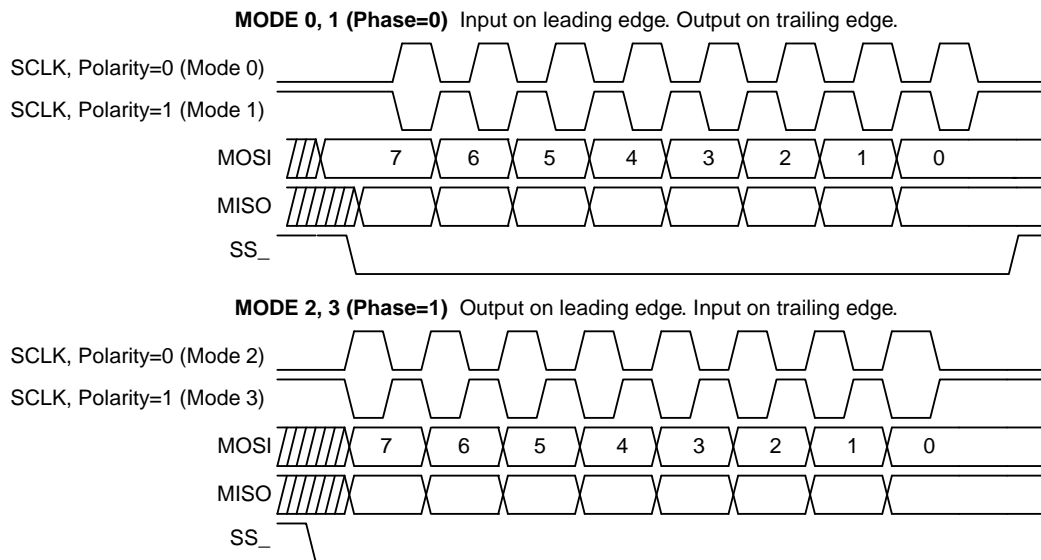 MODE 0, 1 (Phase=0) Input on leading edge. Output on trailing edge.
SCLK, Polarity=0 (Mode 0)
SCLK, Polarity=1 (Mode 1)
MOSI 7 6 5 4 3 2 1 0
MISO
SS_
MODE 2, 3 (Phase=1) Output on leading edge. Input on trailing edge.
SCLK, Polarity=0 (Mode 2)
SCLK, Polarity=1 (Mode 3)
MOSI 7 6 5 4 3 2 1 0
MISO
SS_